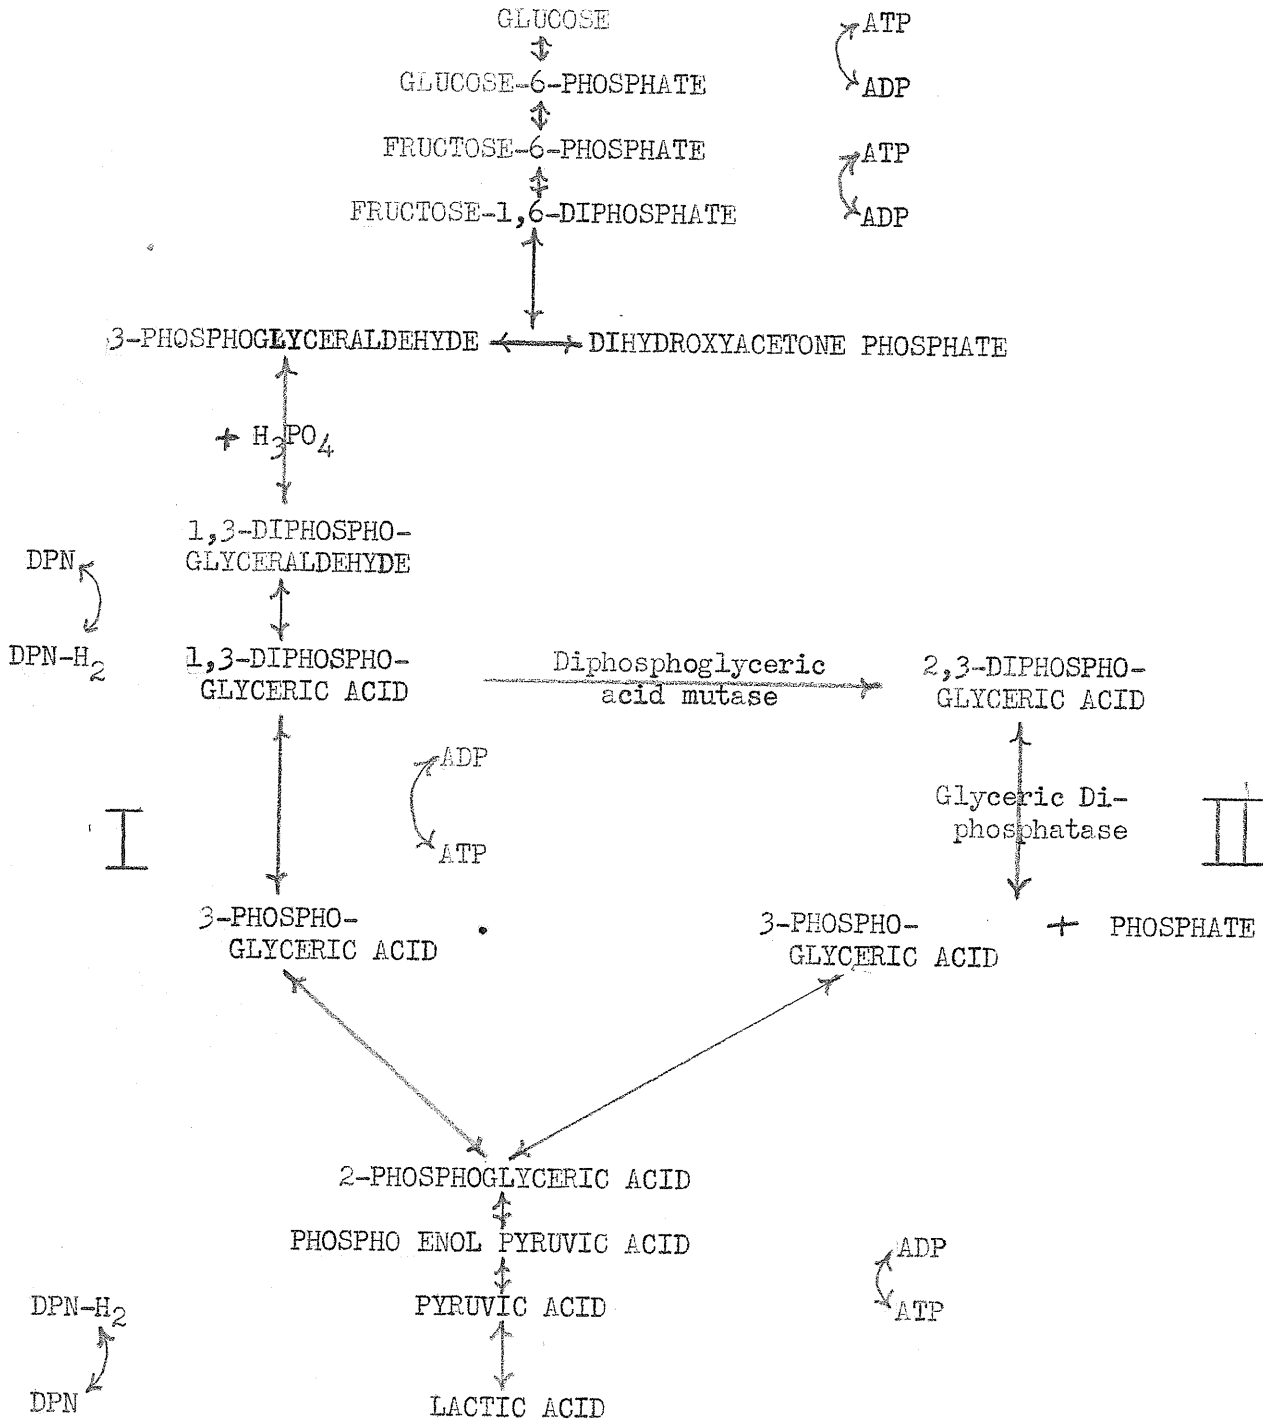 GLUCOSE
ATP
GLUCOSE-6-PHOSPHATE
ADP
FRUCTOSE-6-PHOSPHATE
ATP
FRUCTOSE-1,6-DIPHOSPHATE
ADP
3-PHOSPHOGLYCERALDEHYDE
DIHYDROXYACETONE PHOSPHATE
+ H3PO4
1,3-DIPHOSPHO-
GLYCERALDEHYDE
DPN
DPN-H2
1,3-DIPHOSPHO-
GLYCERIC ACID
Diphosphoglyceric
acid mutase
2,3-DIPHOSPHO-
GLYCERIC ACID
ADP
ATP
I
Glyceric Di-
phosphatase
II
3-PHOSPHO-
GLYCERIC ACID
3-PHOSPHO-
GLYCERIC ACID
+ PHOSPHATE
2-PHOSPHOGLYCERIC ACID
PHOSPHO ENOL PYRUVIC ACID
ADP
DPN-H2
PYRUVIC ACID
ATP
DPN
LACTIC ACID